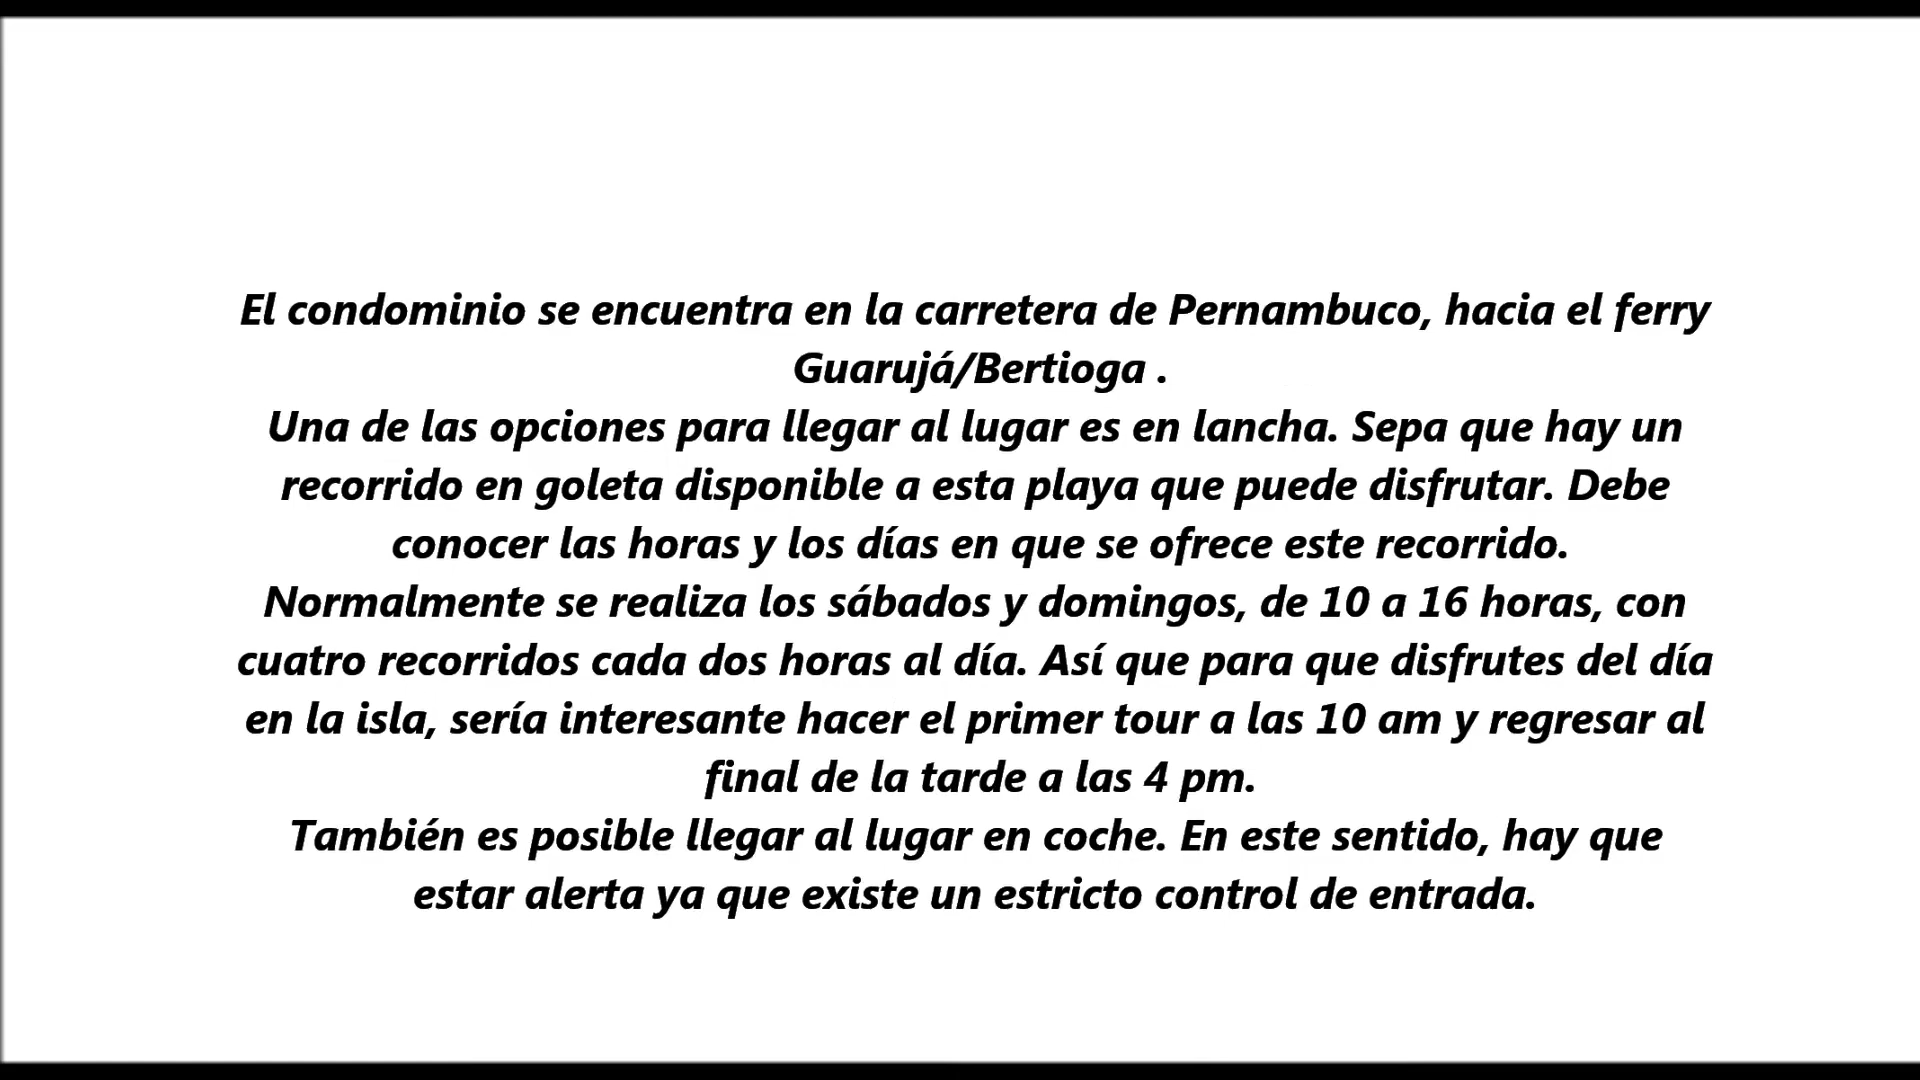 El condominio se encuentra en la carretera de Pernambuco, hacia el ferry
Guarujá/Bertioga .
Una de las opciones para llegar al lugar es en lancha. Sepa que hay un
recorrido en goleta disponible a esta playa que puede disfrutar. Debe
conocer las horas y los días en que se ofrece este recorrido.
Normalmente se realiza los sábados y domingos, de 10 a 16 horas, con
cuatro recorridos cada dos horas al día. Así que para que disfrutes del día
en la isla, sería interesante hacer el primer tour a las 10 am y regresar al
final de la tarde a las 4 pm.
También es posible llegar al lugar en coche. En este sentido, hay que
estar alerta ya que existe un estricto control de entrada.